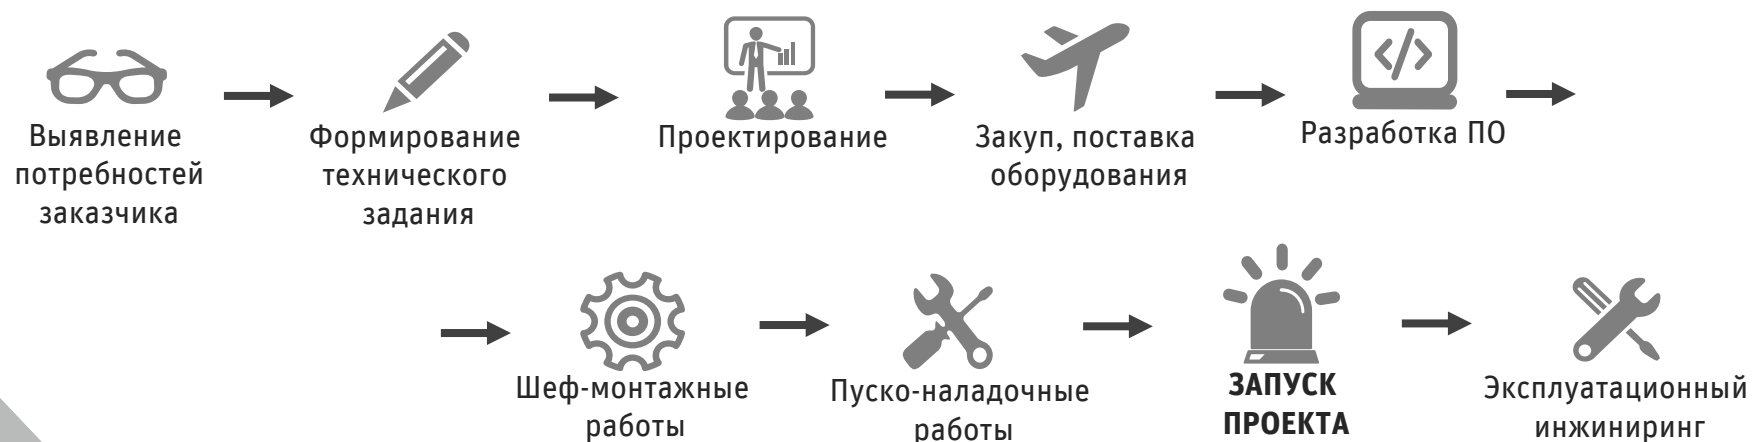 Выявление
потребностей
заказчика
Формирование
технического
задания
Проектирование
Закуп, поставка
оборудования
Разработка ПО
Шеф-монтажные
работы
Пуско-наладочные
работы
ЗАПУСК
ПРОЕКТА
Эксплуатационный
инжиниринг